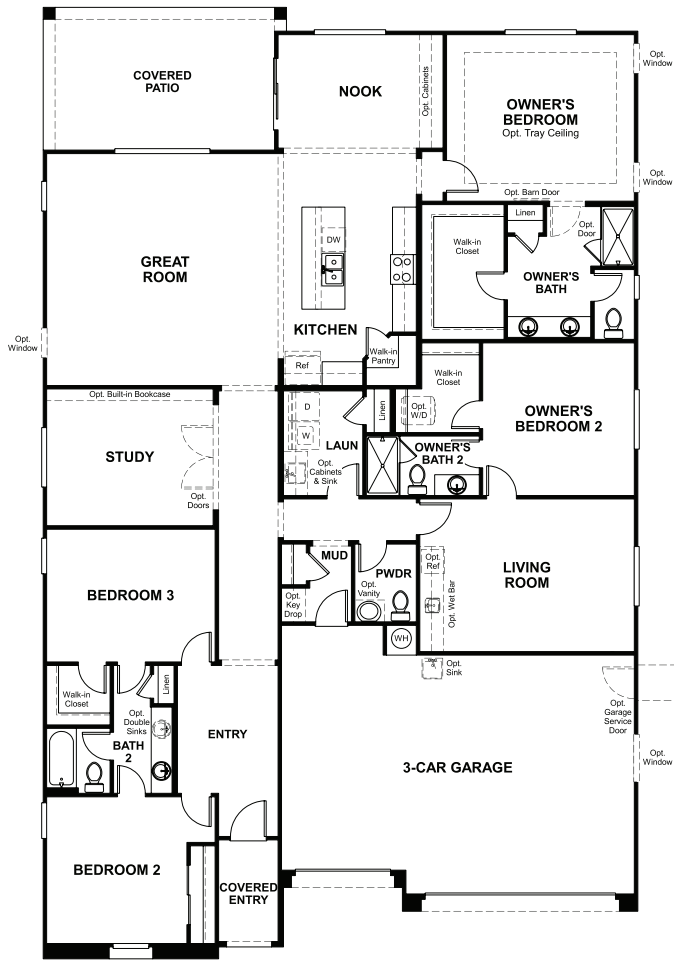 COVERED
PATIO
NOOK
Opt. Cabinets
OWNER'S
BEDROOM
Opt. Tray Ceiling
Opt.
Window
Opt.
Window
Opt. Barn Door
GREAT
ROOM
DW
KITCHEN
Walk-in
Closet
Linen
Opt.
Door
OWNER'S
BATH
Opt.
Window
Ref
Walk-in
Pantry
Opt. Built-in Bookcase
STUDY
Opt.
Doors
D
W
LAUN
Opt.
Cabinets
& Sink
Linen
Walk-in
Closet
Opt.
W/D
OWNER'S
BATH 2
OWNER'S
BEDROOM 2
BEDROOM 3
MUD
Opt.
Key
Drop
PWDR
Opt.
Vanity
Opt.
Ref
Opt. Wet Bar
LIVING
ROOM
WH
Opt.
Sink
Walk-in
Closet
Linen
Opt.
Double
Sinks
BATH
2
ENTRY
3-CAR GARAGE
Opt.
Garage
Service
Door
Opt.
Window
BEDROOM 2
COVERED
ENTRY